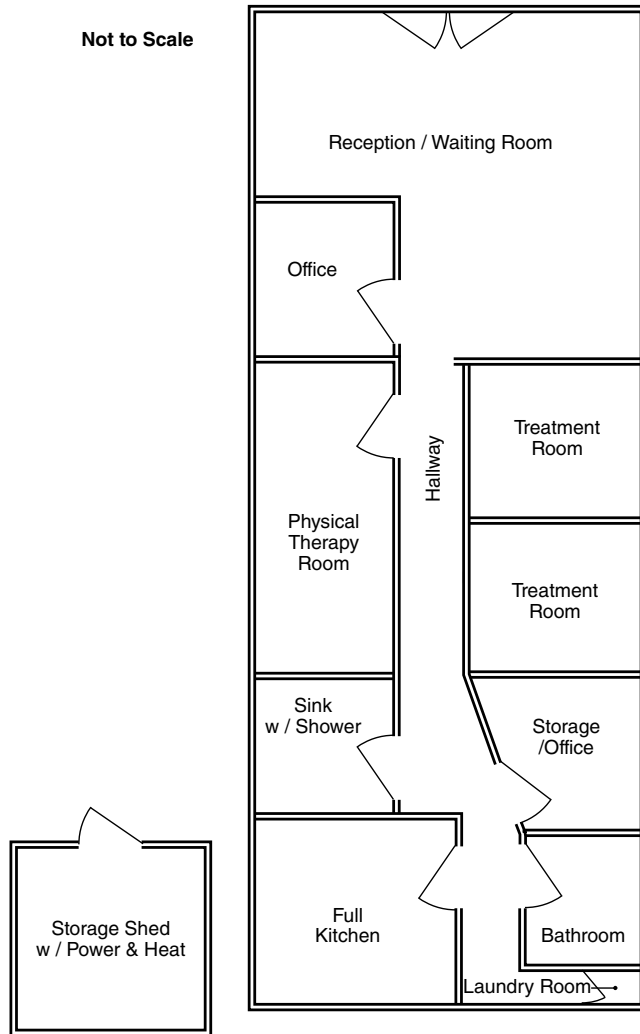 Not to Scale
Reception / Waiting Room
Office
Hallway
Treatment
Room
Physical
Therapy
Room
Treatment
Room
Sink
w / Shower
Storage
/Office
Storage Shed
w / Power & Heat
Full
Kitchen
Bathroom
Laundry Room